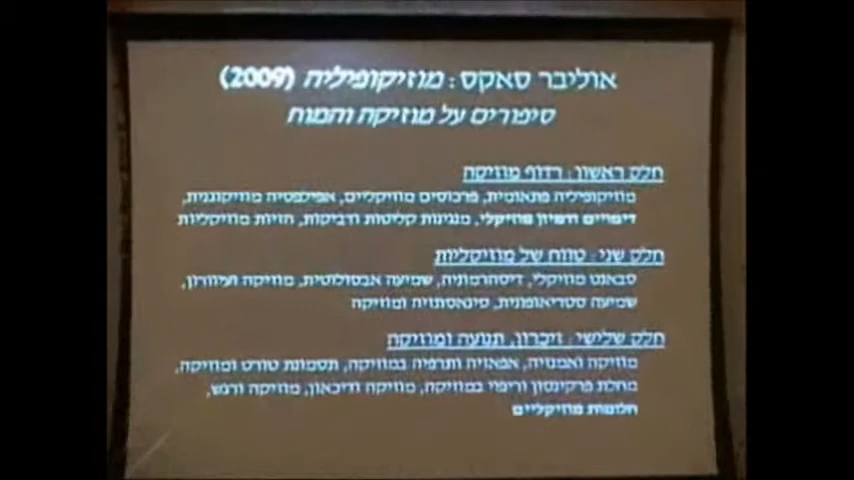 אוליבר סאקס: מוזיקופיליה (2009)
סיפורים על מוזיקה והמוח
חלק ראשון: רדוף מוזיקה
מוזיקופיליה פתאומית, פרכוסים מוזיקליים, אפילפסיה מוזיקוגנית,
דימויים ודמיון מוזיקלי, מנגינות קליטות ודביקות, הזיות מוזיקליות
חלק שני: טווח של מוזיקליות
סבאנט מוזיקלי, דיסהרמוניה, שמיעה אבסולוטית, מוזיקה ועיוורון,
שמיעה סטריאופונית, סינאסתזיה ומוזיקה
חלק שלישי: זיכרון, תנועה ומוזיקה
מוזיקה ואמנזיה, אפאזיה ותרפיה במוזיקה, תסמונת טורט ומוזיקה,
מחלת פרקינסון וריפוי במוזיקה, מוזיקה ודיכאון, מוזיקה ורגש,
חלומות מוזיקליים